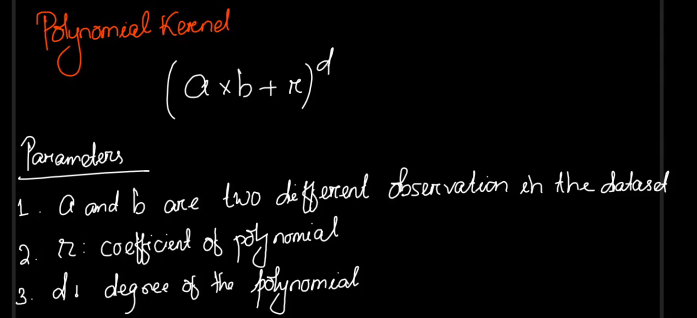 Polynomial Kernel
(a×b+r)^d
Parameters
1. a and b are two different observation in the dataset
2. r: coefficient of polynomial
3. d: degree of the polynomial